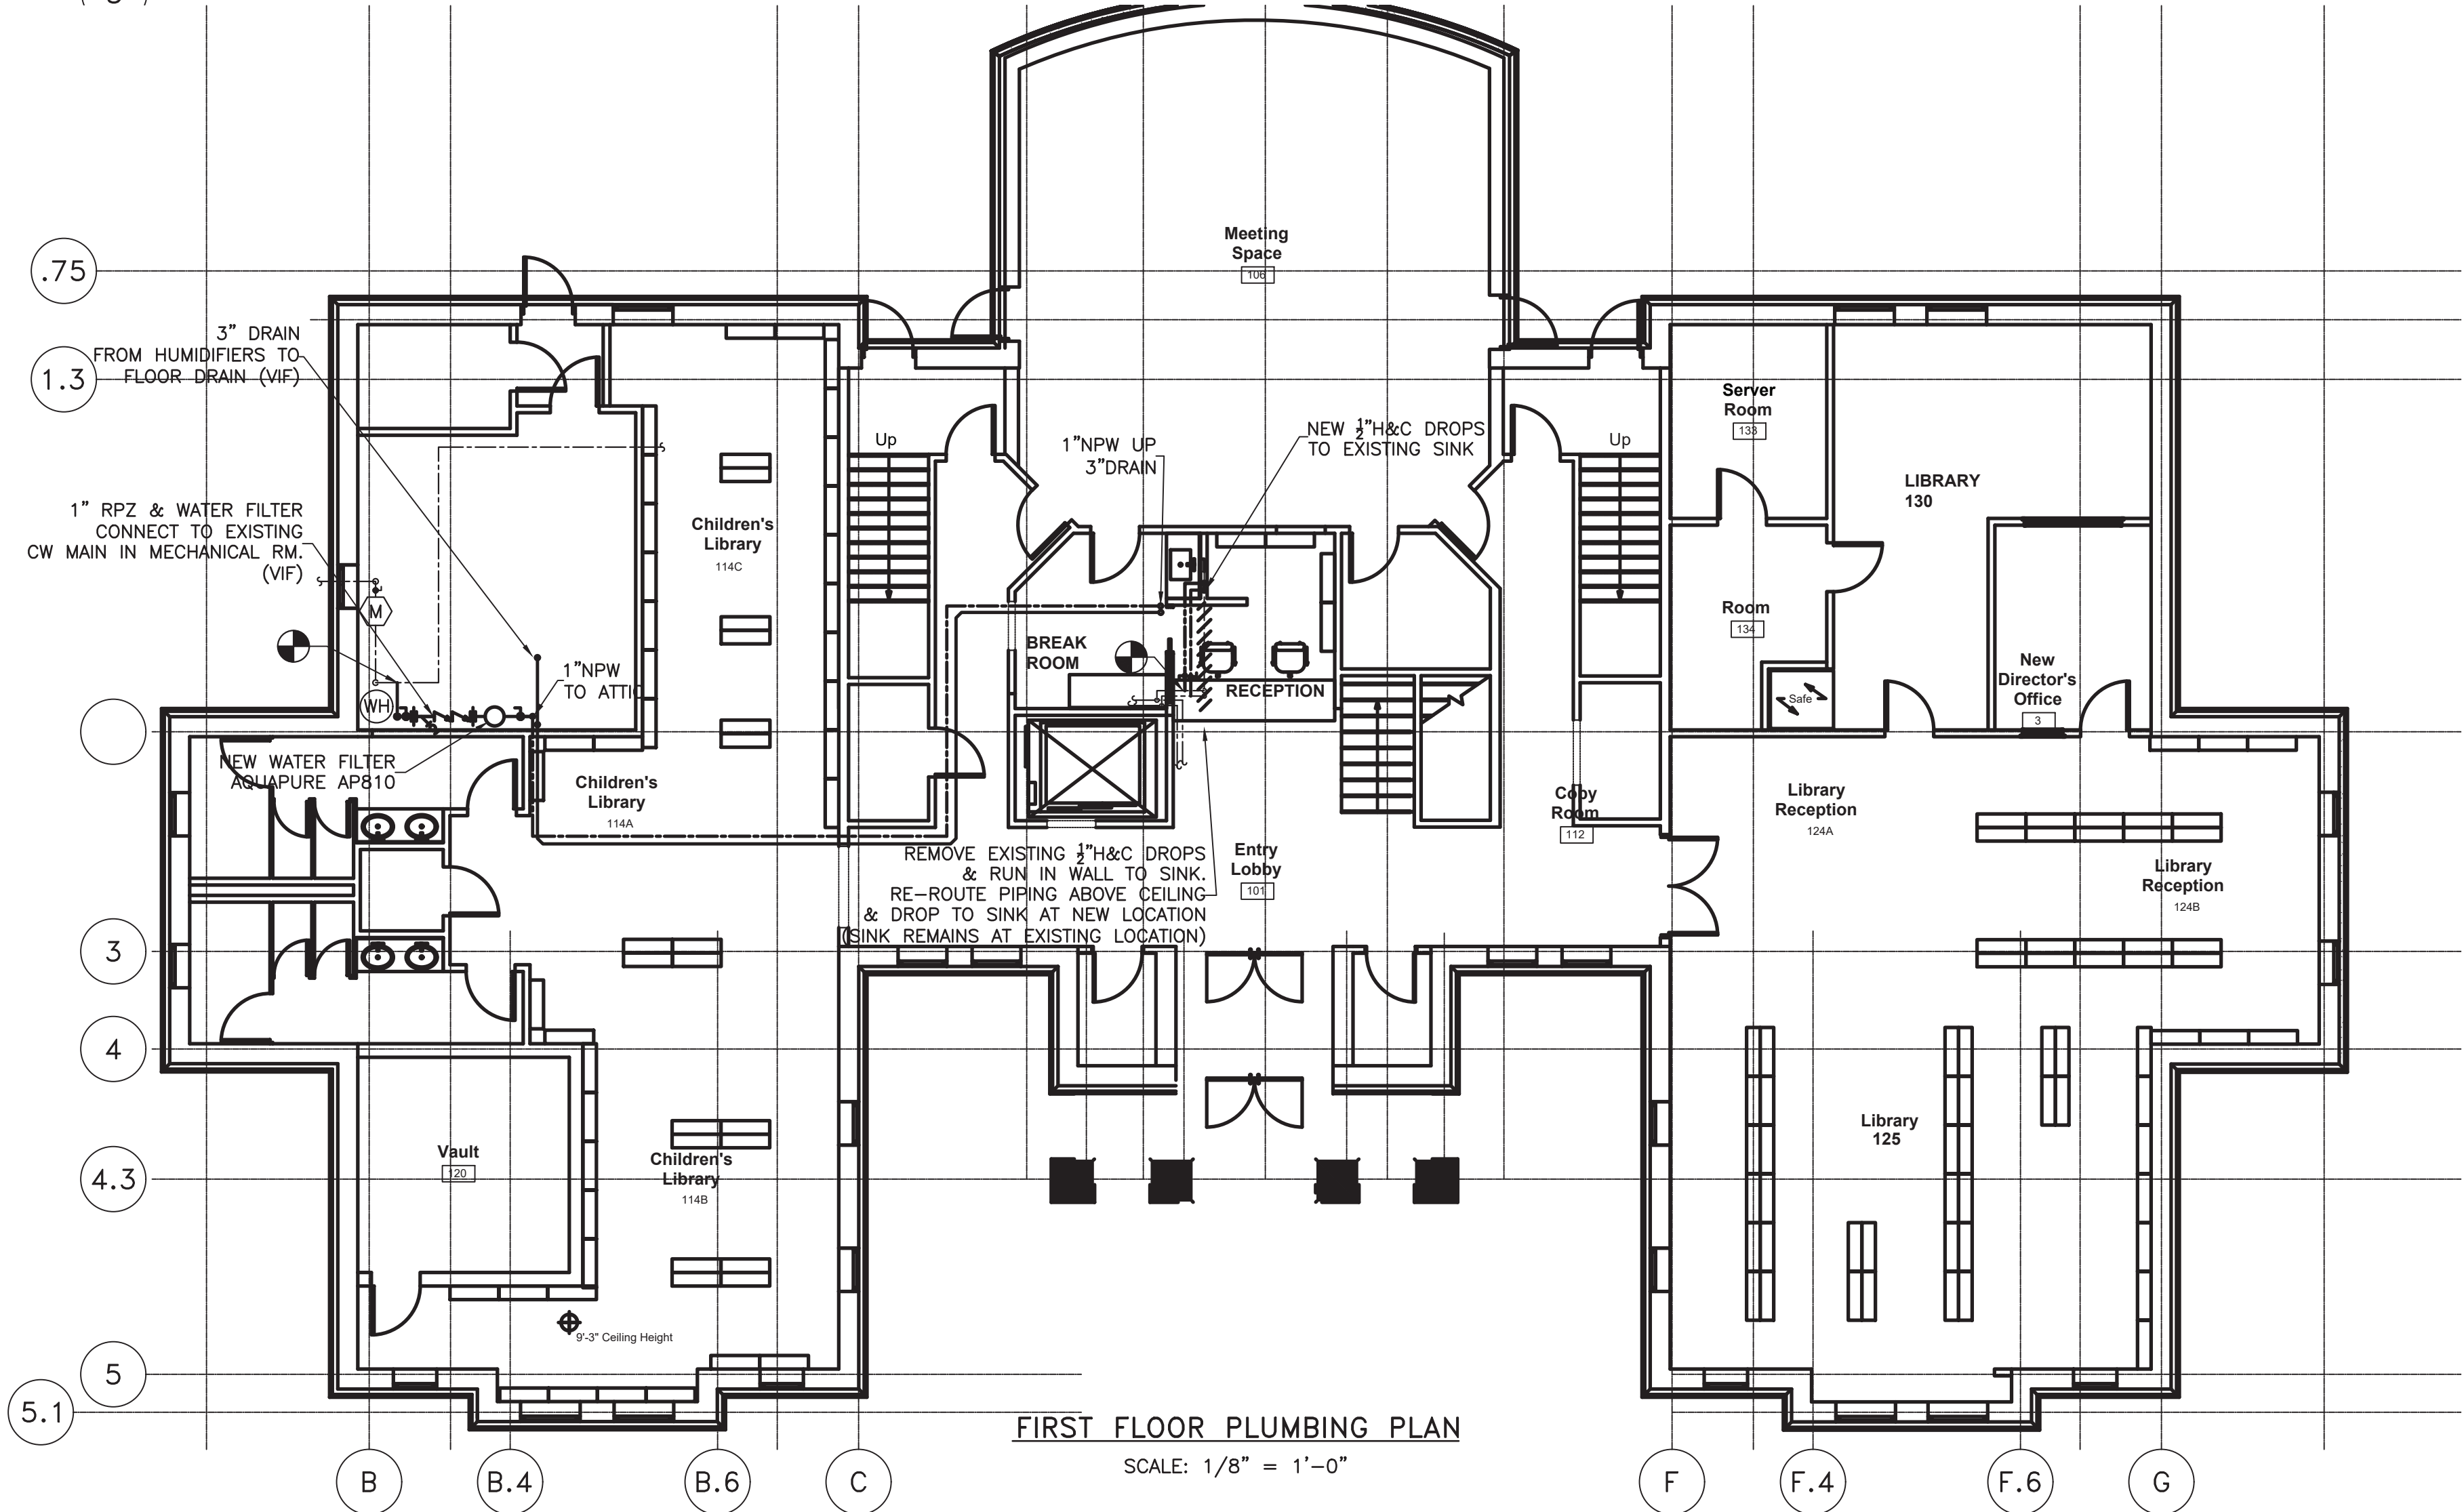 .75
1.3
3
4
4.3
5
5.1
3" DRAIN
FROM HUMIDIFIERS TO
FLOOR DRAIN (VIF)
1" RPZ & WATER FILTER
CONNECT TO EXISTING
CW MAIN IN MECHANICAL RM.
(VIF)
M
WH
1"NPW
TO ATTIC
NEW WATER FILTER
AQUAPURE AP810
Children's
Library
114C
Children's
Library
114A
Up
Meeting
Space
106
1"NPW UP
3"DRAIN
NEW ½"H&C DROPS
TO EXISTING SINK
BREAK
ROOM
RECEPTION
Up
Server
Room
133
LIBRARY
130
Room
134
Safe
New
Director's
Office
3
REMOVE EXISTING ½"H&C DROPS
& RUN IN WALL TO SINK.
RE-ROUTE PIPING ABOVE CEILING
& DROP TO SINK AT NEW LOCATION
(SINK REMAINS AT EXISTING LOCATION)
Entry
Lobby
101
Coby
Room
112
Library
Reception
124A
Library
Reception
124B
Library
125
Vault
120
Children's
Library
114B
9'-3" Ceiling Height
FIRST FLOOR PLUMBING PLAN
SCALE: 1/8" = 1'-0"
B
B.4
B.6
C
F
F.4
F.6
G